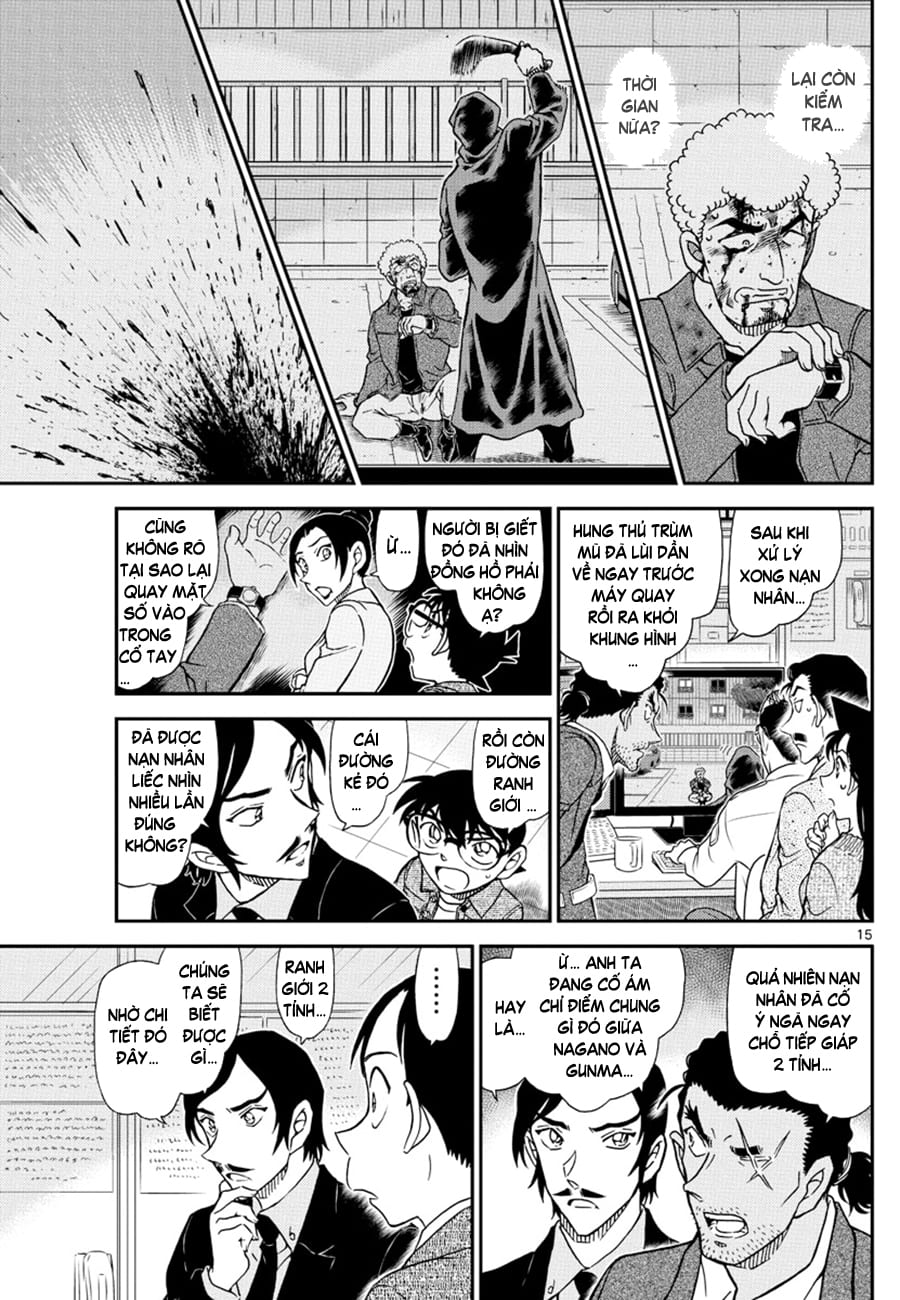 LẠI CÒN
KIỂM
TRA...
THỜI
GIAN
NỮA?
SAU KHI
XỬ LÝ
XONG NẠN
NHÂN...
HUNG THỦ TRÙM
MŨ ĐÃ LÙI DẦN
VỀ NGAY TRƯỚC
MÁY QUAY
RỒI RA KHỎI
KHUNG HÌNH
...
NGƯỜI BỊ GIẾT
ĐÓ ĐÃ NHÌN
ĐỒNG HỒ PHẢI
KHÔNG
Ạ?
Ừ...
CŨNG
KHÔNG RÕ
TẠI SAO LẠI
QUAY MẶT
SỐ VÀO
TRONG
CỔ TAY
...
RỒI CÒN
ĐƯỜNG
RANH
GIỚI ...
CÁI
ĐƯỜNG
KẺ ĐÓ
...
ĐÃ ĐƯỢC
NẠN NHÂN
LIẾC NHÌN
NHIỀU LẦN
ĐÚNG
KHÔNG?
15
QUẢ NHIÊN NẠN
NHÂN ĐÃ CỐ
Ý NGÃ NGAY
CHỖ TIẾP GIÁP
2 TỈNH...
Ừ... ANH TA
ĐANG CỐ ÁM
CHỈ ĐIỂM CHUNG
GÌ ĐÓ GIỮA
NAGANO VÀ
GUNMA...
HAY
LÀ...
......
RANH
GIỚI 2
TỈNH...
CHÚNG
TA SẼ
BIẾT
ĐƯỢC
GÌ...
NHỜ CHI
TIẾT ĐÓ
ĐÂY...